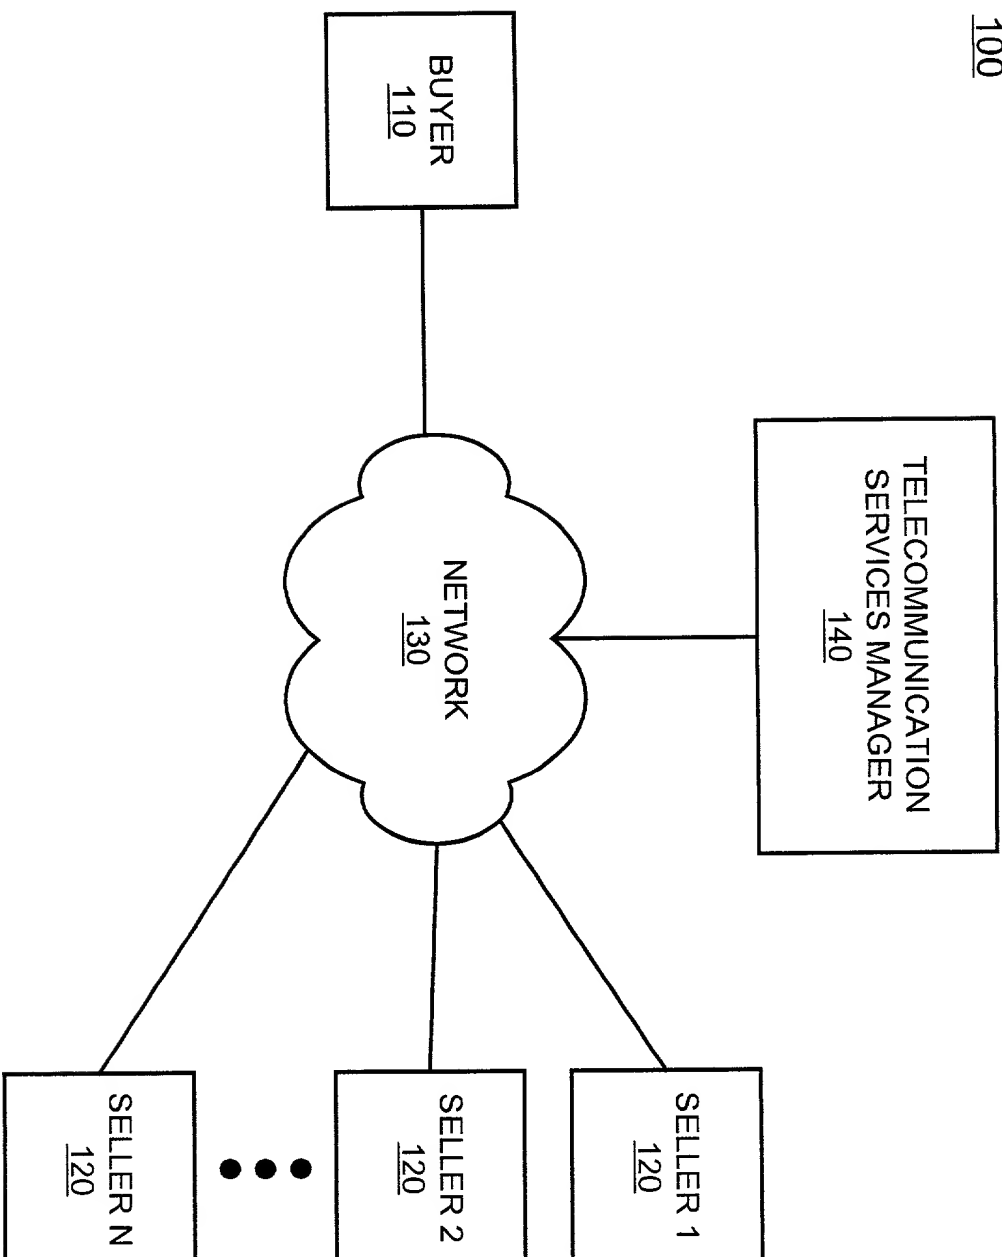 100
TELECOMMUNICATION
SERVICES MANAGER
140
BUYER
110
NETWORK
130
SELLER 1
120
SELLER 2
120
SELLER N
120